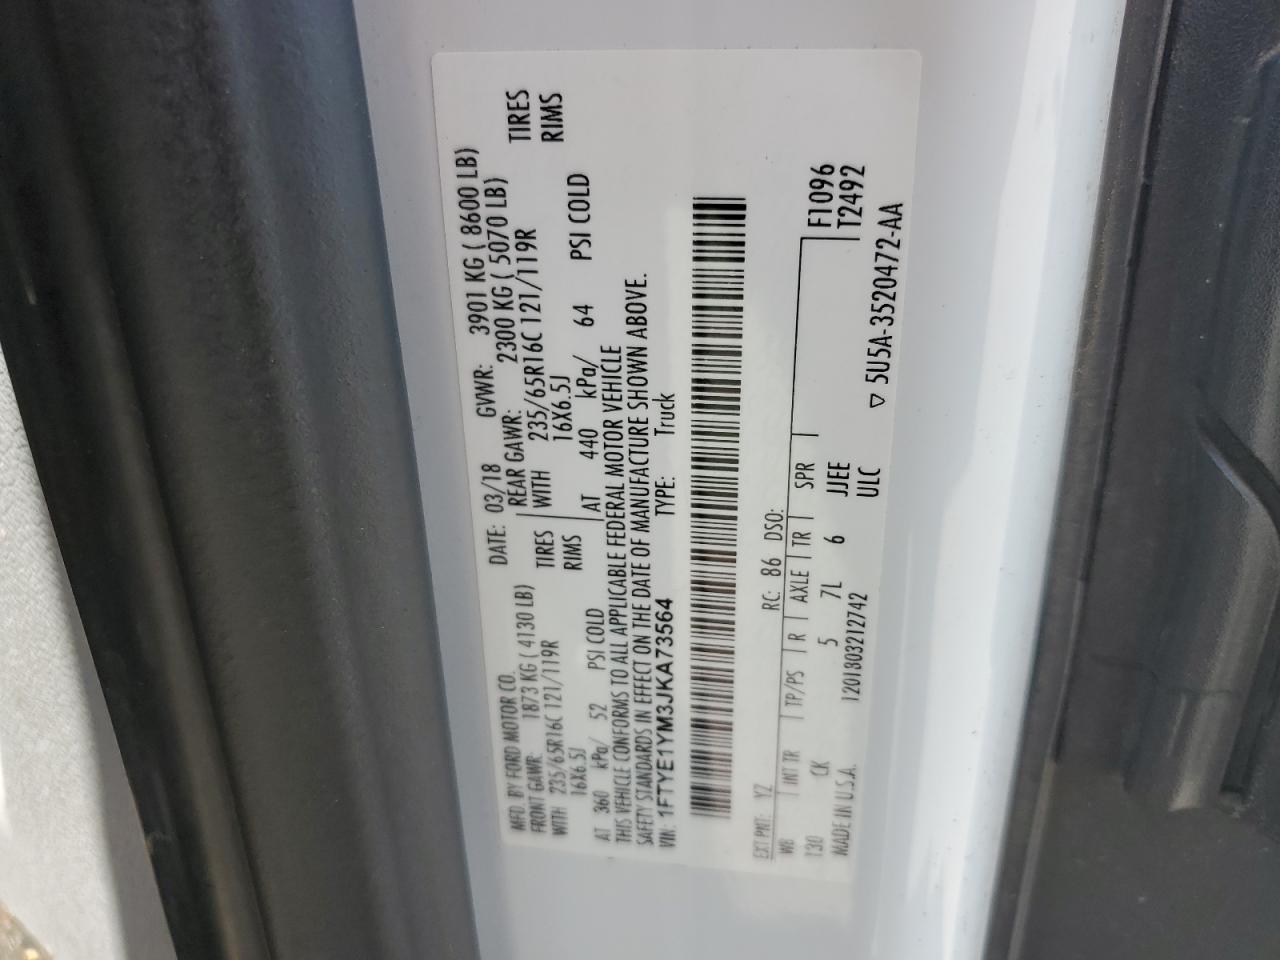 MFD. BY FORD MOTOR CO. DATE: 03/18 GVWR: 3901 KG ( 8600 LB)
FRONT GAWR: 1873 KG ( 4130 LB) REAR GAWR: 2300 KG ( 5070 LB)
WITH 235/65R16C 121/119R TIRES WITH 235/65R16C 121/119R TIRES
16X6.5J RIMS 16X6.5J RIMS
AT 360 kPa/ 52 PSI COLD AT 440 kPa/ 64 PSI COLD
THIS VEHICLE CONFORMS TO ALL APPLICABLE FEDERAL MOTOR VEHICLE
SAFETY STANDARDS IN EFFECT ON THE DATE OF MANUFACTURE SHOWN ABOVE.
VIN: 1FTYE1YM3JKA73564 TYPE: Truck
EXT PNT: YZ RC: 86 DSO:
WB INT TR TP/PS R AXLE TR SPR F1096
130 CK 5 7L 6 JJEE T2492
MADE IN U.S.A. 1201303212742 ULC
▽ 5U5A-3520472-AA